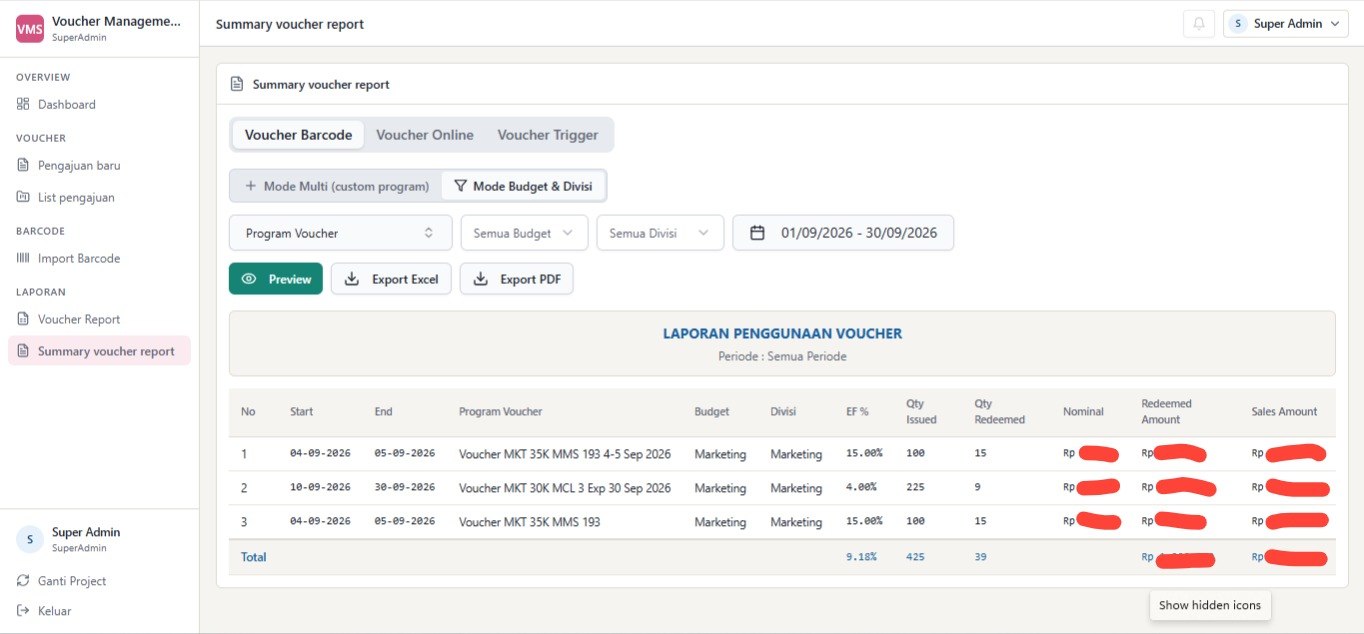 VMS
Voucher Manageme...
SuperAdmin
Summary voucher report
S
Super Admin
OVERVIEW
Dashboard
VOUCHER
Pengajuan baru
List pengajuan
BARCODE
Import Barcode
LAPORAN
Voucher Report
Summary voucher report
S
Super Admin
SuperAdmin
Ganti Project
Keluar
Summary voucher report
Voucher Barcode Voucher Online Voucher Trigger
+ Mode Multi (custom program) Mode Budget & Divisi
Program Voucher Semua Budget Semua Divisi 01/09/2026 - 30/09/2026
Preview Export Excel Export PDF
LAPORAN PENGGUNAAN VOUCHER
Periode : Semua Periode
No Start End Program Voucher Budget Divisi EF % Qty Issued Qty Redeemed Nominal Redeemed Amount Sales Amount
1 04-09-2026 05-09-2026 Voucher MKT 35K MMS 193 4-5 Sep 2026 Marketing Marketing 15.00% 100 15 Rp Rp Rp
2 10-09-2026 30-09-2026 Voucher MKT 30K MCL 3 Exp 30 Sep 2026 Marketing Marketing 4.00% 225 9 Rp Rp Rp
3 04-09-2026 05-09-2026 Voucher MKT 35K MMS 193 Marketing Marketing 15.00% 100 15 Rp Rp Rp
Total 9.18% 425 39 Rp Rp
Show hidden icons